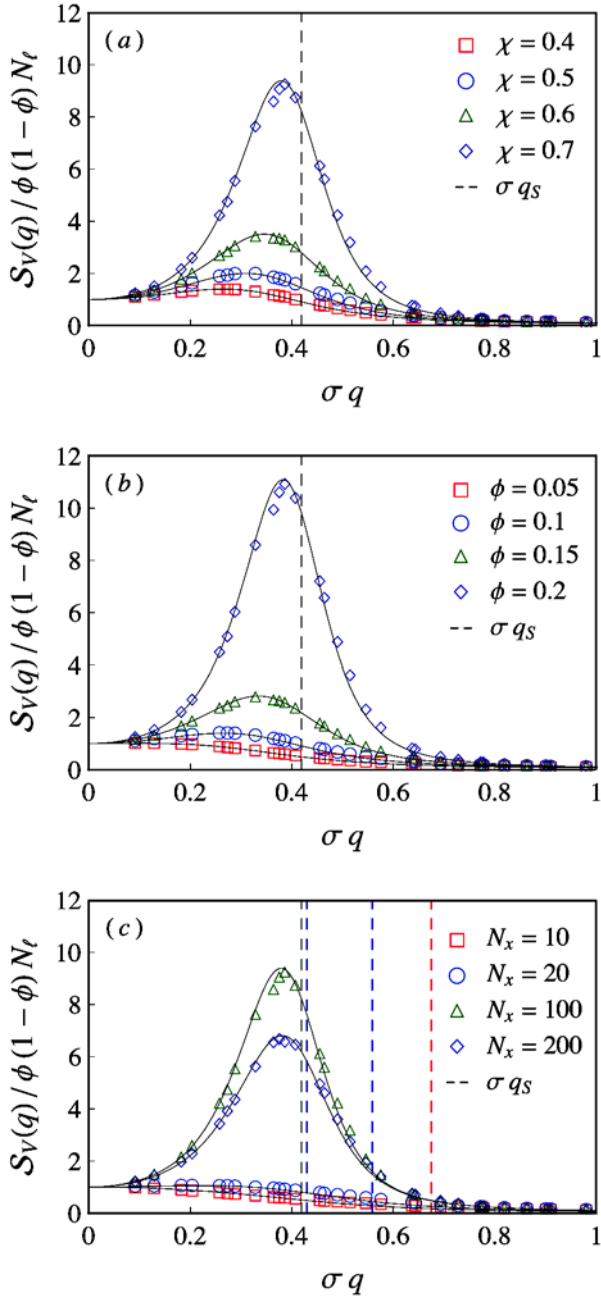 (a)
χ = 0.4
χ = 0.5
χ = 0.6
χ = 0.7
σ q_S
12
10
8
6
4
2
0
S_V(q) / ϕ (1 − ϕ) N_ℓ
0 0.2 0.4 0.6 0.8 1
σ q
(b)
ϕ = 0.05
ϕ = 0.1
ϕ = 0.15
ϕ = 0.2
σ q_S
12
10
8
6
4
2
0
S_V(q) / ϕ (1 − ϕ) N_ℓ
0 0.2 0.4 0.6 0.8 1
σ q
(c)
N_x = 10
N_x = 20
N_x = 100
N_x = 200
σ q_S
12
10
8
6
4
2
0
S_V(q) / ϕ (1 − ϕ) N_ℓ
0 0.2 0.4 0.6 0.8 1
σ q